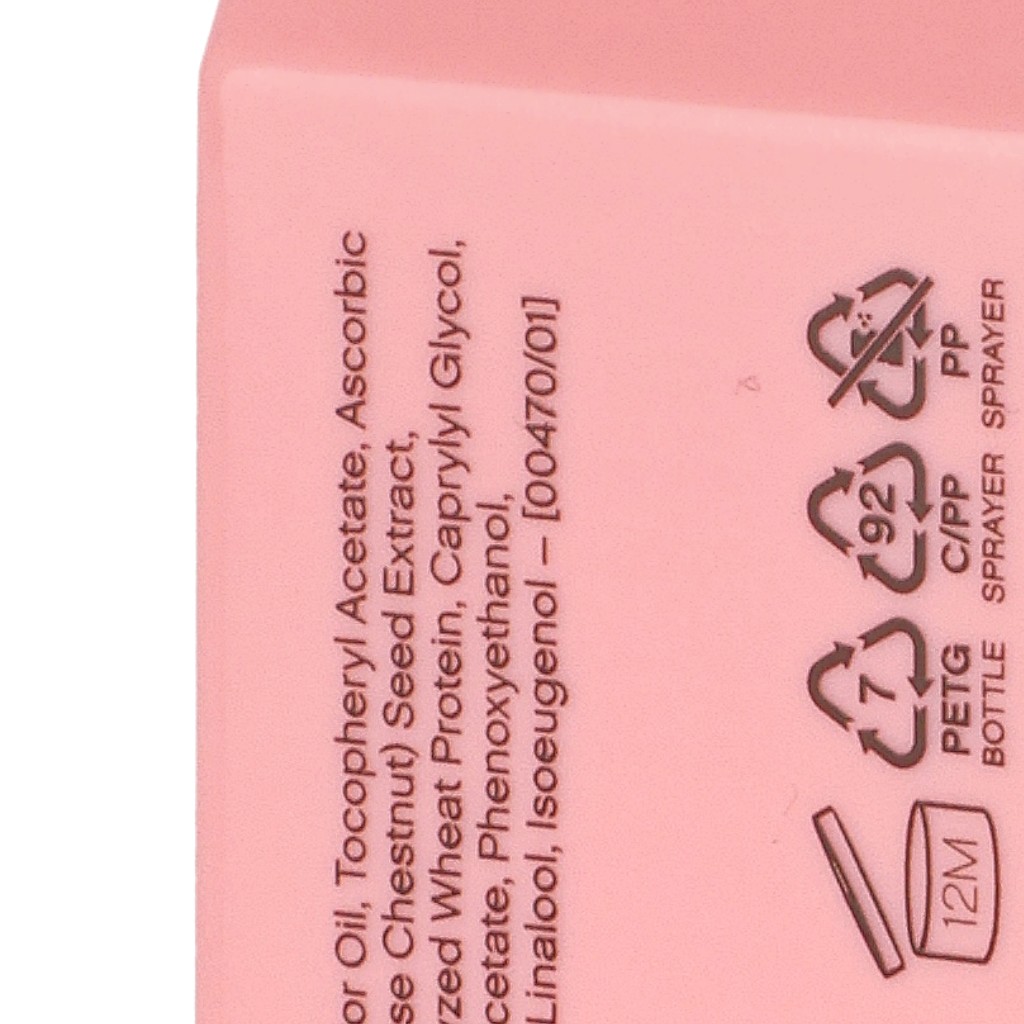 or Oil, Tocopheryl Acetate, Ascorbic
se Chestnut) Seed Extract,
yzed Wheat Protein, Caprylyl Glycol,
cetate, Phenoxyethanol,
Linalool, Isoeugenol – [00470/01]
12M
7
PETG
BOTTLE
92
C/PP
SPRAYER
PP
SPRAYER